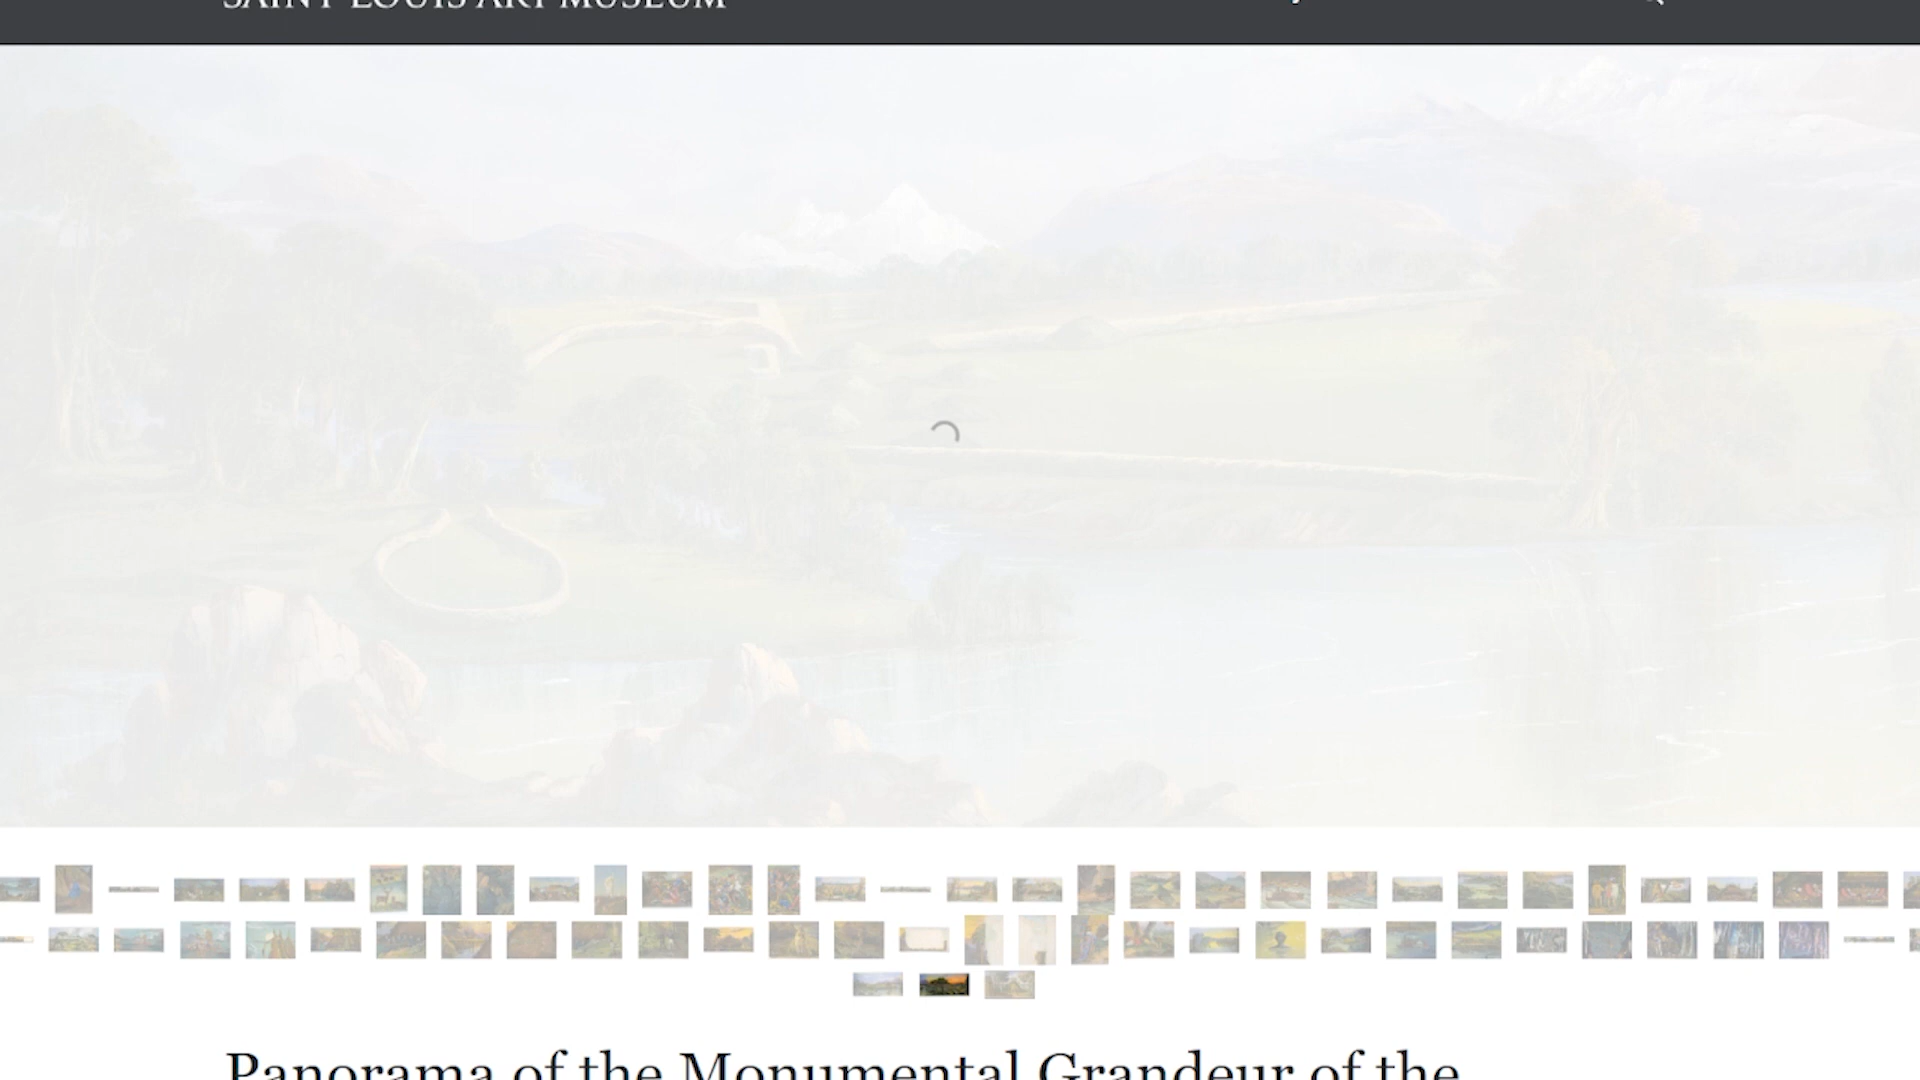 SAINT LOUIS ART MUSEUM
Panorama of the Monumental Grandeur of the